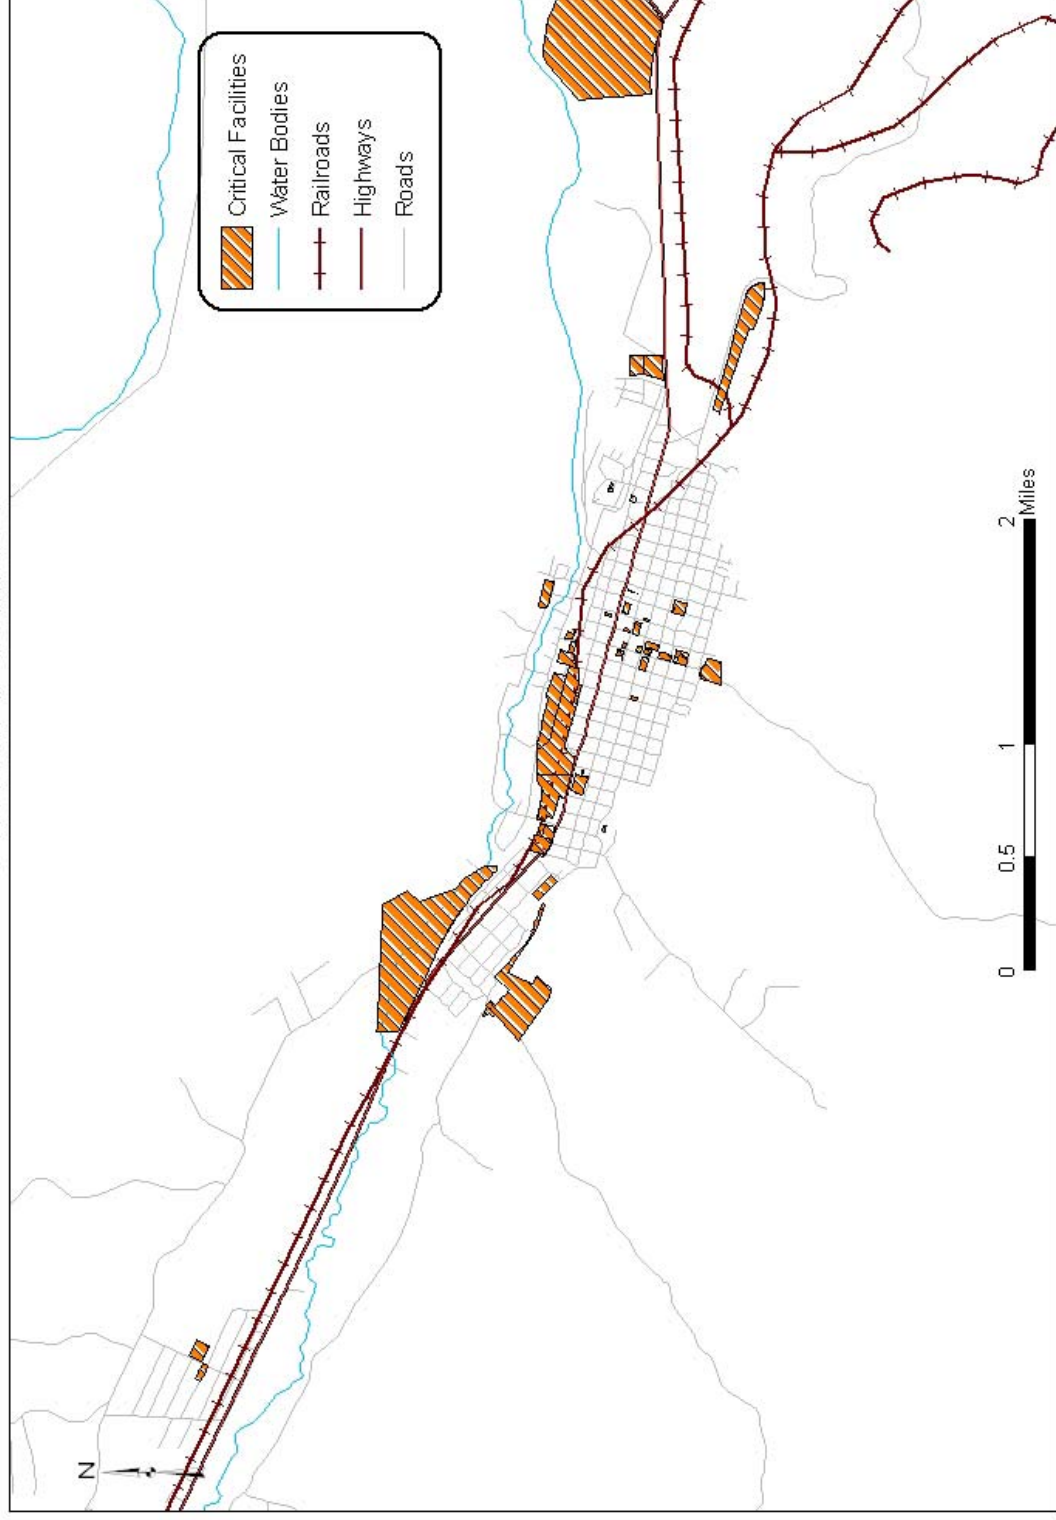 Critical Facilities
Water Bodies
Railroads
Highways
Roads
N
0 0.5 1 2
Miles